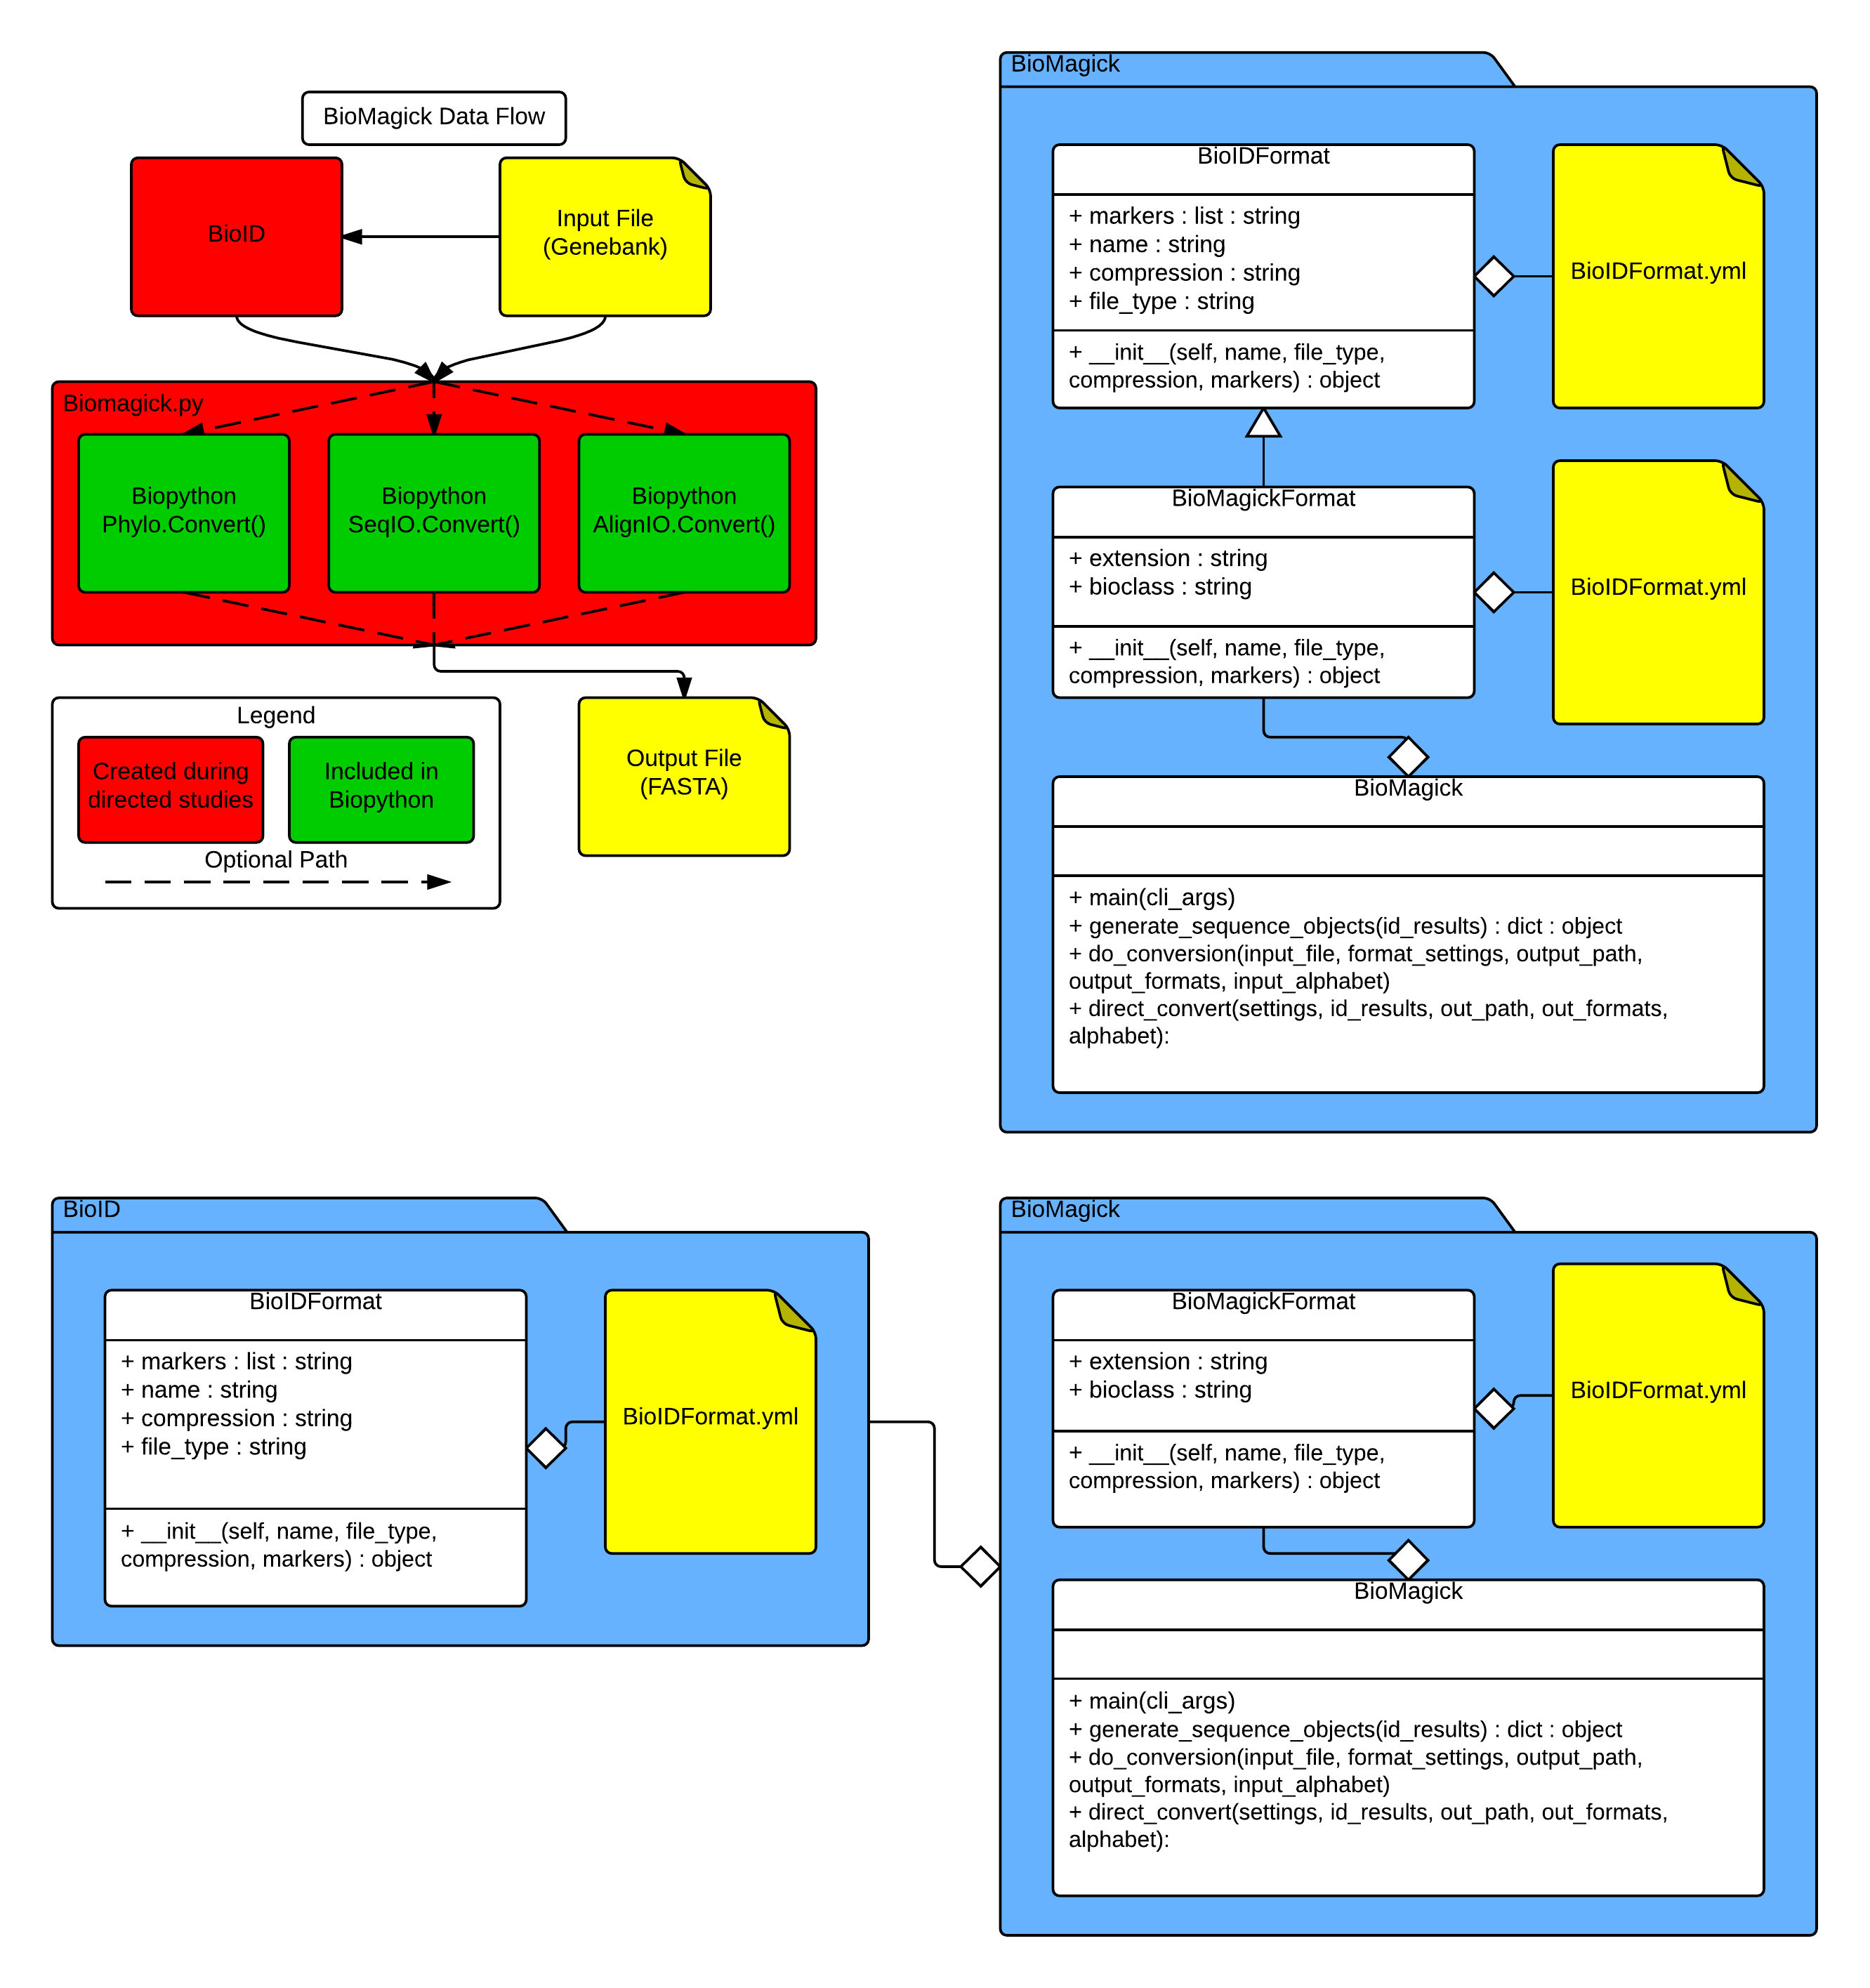 BioMagick Data Flow
BioID
Input File
(Genebank)
Biomagick.py
Biopython
Phylo.Convert()
Biopython
SeqIO.Convert()
Biopython
AlignIO.Convert()
Legend
Created during
directed studies
Included in
Biopython
Optional Path
Output File
(FASTA)
BioMagick
BioIDFormat
+ markers : list : string
+ name : string
+ compression : string
+ file_type : string
+ __init__(self, name, file_type,
compression, markers) : object
BioIDFormat.yml
BioMagickFormat
+ extension : string
+ bioclass : string
+ __init__(self, name, file_type,
compression, markers) : object
BioIDFormat.yml
BioMagick
+ main(cli_args)
+ generate_sequence_objects(id_results) : dict : object
+ do_conversion(input_file, format_settings, output_path,
output_formats, input_alphabet)
+ direct_convert(settings, id_results, out_path, out_formats,
alphabet):
BioID
BioIDFormat
+ markers : list : string
+ name : string
+ compression : string
+ file_type : string
+ __init__(self, name, file_type,
compression, markers) : object
BioIDFormat.yml
BioMagick
BioMagickFormat
+ extension : string
+ bioclass : string
+ __init__(self, name, file_type,
compression, markers) : object
BioIDFormat.yml
BioMagick
+ main(cli_args)
+ generate_sequence_objects(id_results) : dict : object
+ do_conversion(input_file, format_settings, output_path,
output_formats, input_alphabet)
+ direct_convert(settings, id_results, out_path, out_formats,
alphabet):